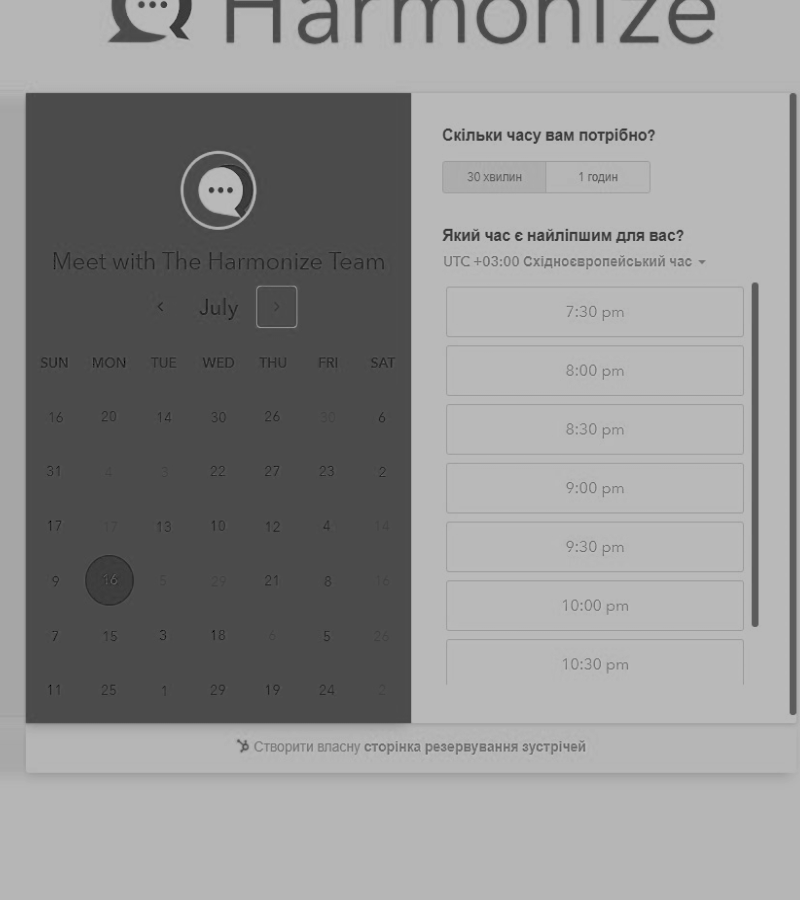 Harmonize
Meet with The Harmonize Team
July
SUN MON TUE WED THU FRI SAT
16 20 14 30 26 30 6
31 4 3 22 27 23 2
17 17 13 10 12 4 14
9 16 5 29 21 8 16
7 15 3 18 6 5 26
11 25 1 29 19 24 2
Скільки часу вам потрібно?
30 хвилин 1 годин
Який час є найліпшим для вас?
UTC +03:00 Східноєвропейський час
7:30 pm
8:00 pm
8:30 pm
9:00 pm
9:30 pm
10:00 pm
10:30 pm
Створити власну сторінка резервування зустрічей